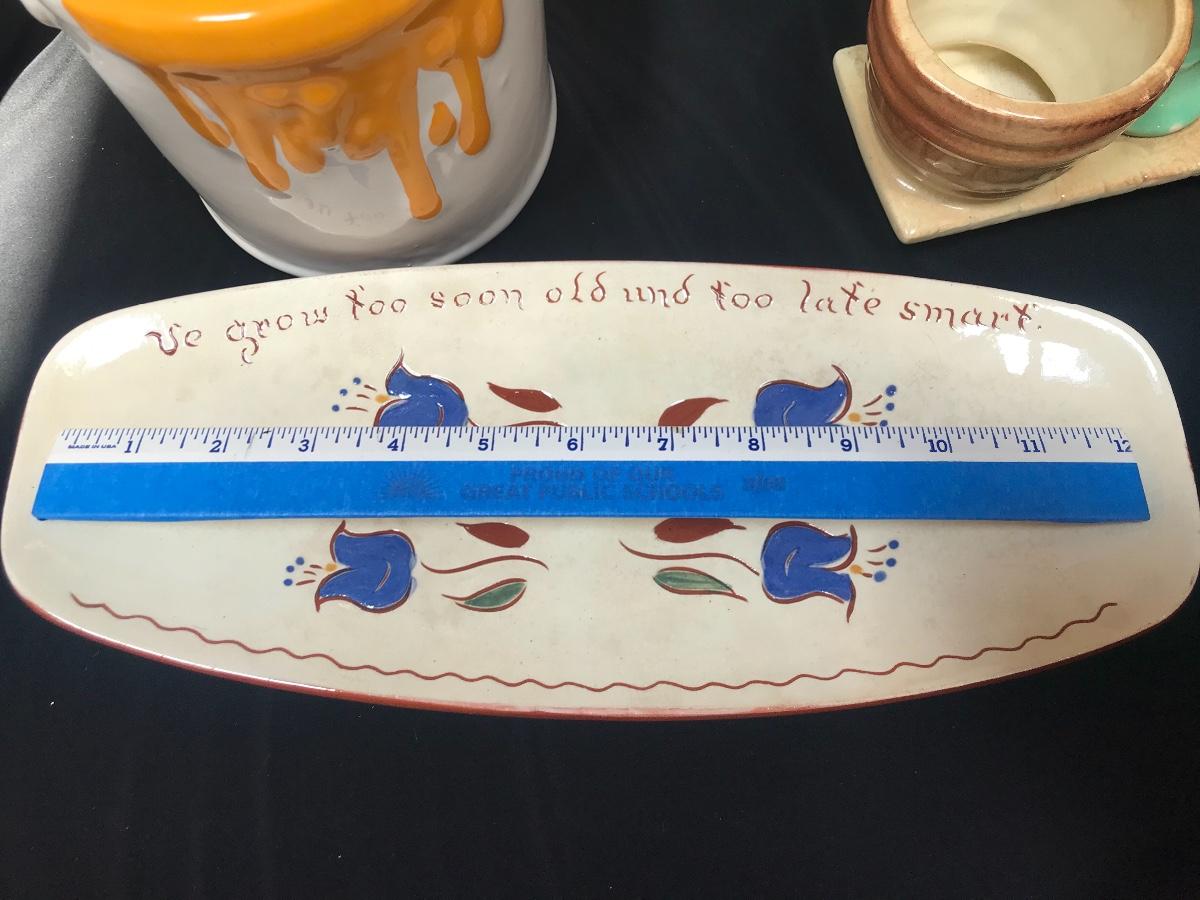 Ve grow too soon old und too late smart.
MADE IN USA 1 2 3 4 5 6 7 8 9 10 11 12
PROUD OF OUR
GREAT PUBLIC SCHOOLS